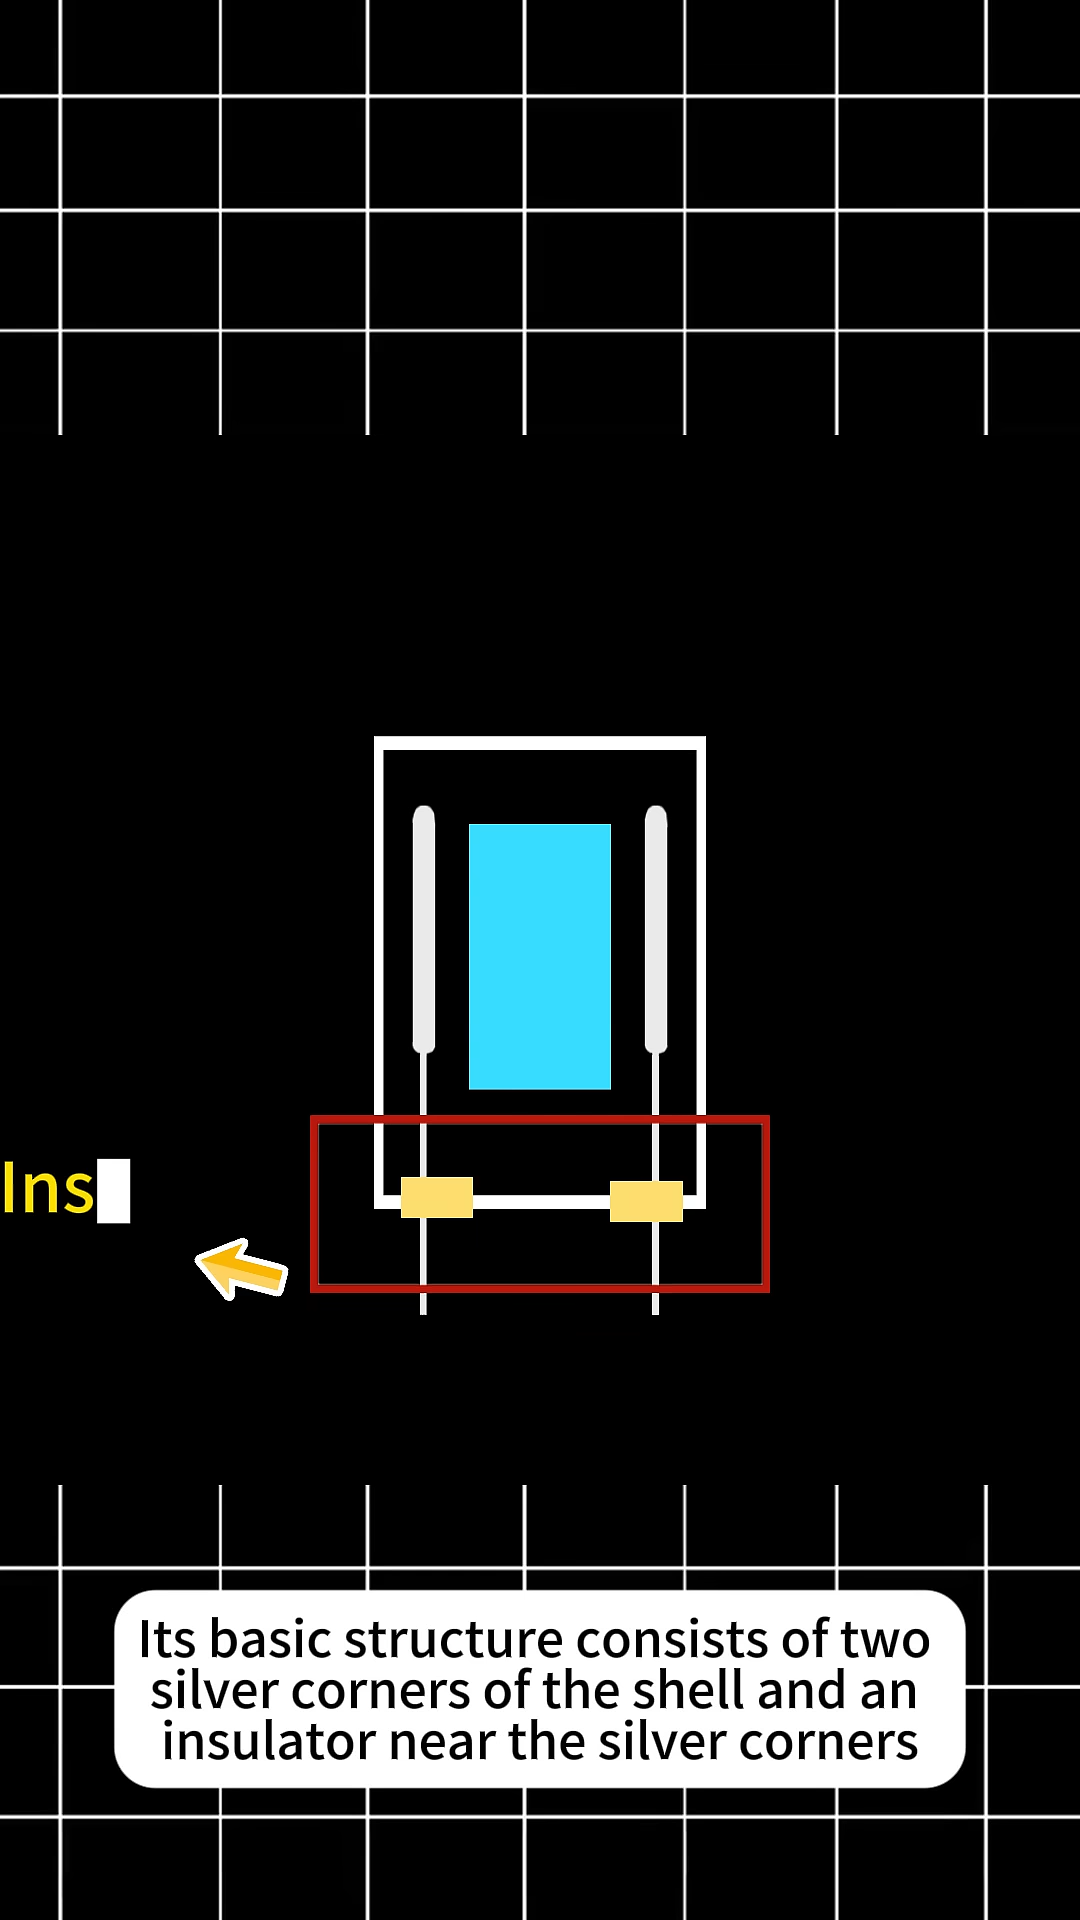 Ins
Its basic structure consists of two
silver corners of the shell and an
insulator near the silver corners